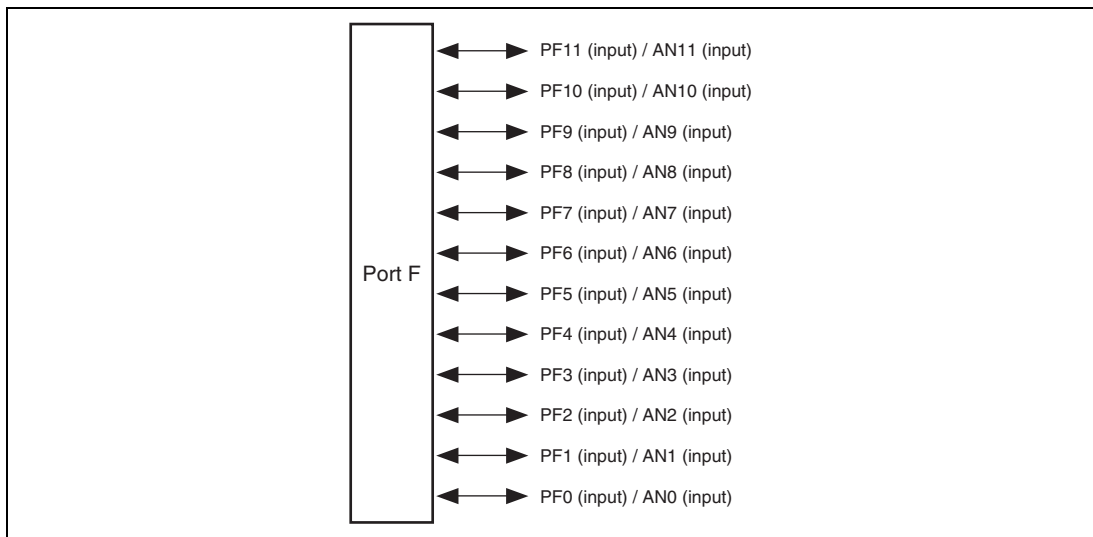 PF11 (input) / AN11 (input)
PF10 (input) / AN10 (input)
PF9 (input) / AN9 (input)
PF8 (input) / AN8 (input)
PF7 (input) / AN7 (input)
PF6 (input) / AN6 (input)
Port F
PF5 (input) / AN5 (input)
PF4 (input) / AN4 (input)
PF3 (input) / AN3 (input)
PF2 (input) / AN2 (input)
PF1 (input) / AN1 (input)
PF0 (input) / AN0 (input)